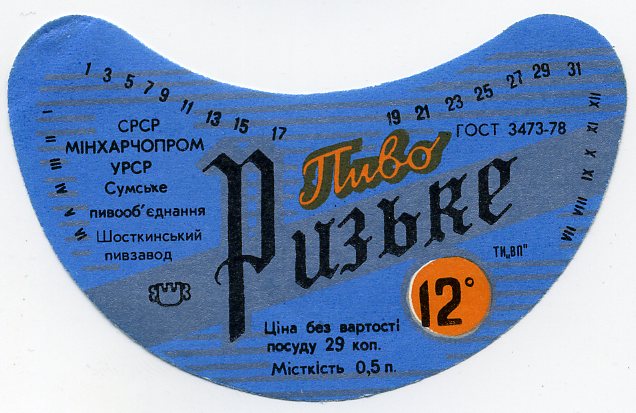 1 3 5 7 9 11 13 15 17 19 21 23 25 27 29 31
СРСР
МІНХАРЧОПРОМ
УРСР
Сумське
пивооб'єднання
Шосткинський
пивзавод
I II III IV V VI
ГОСТ 3473-78
Пиво
Ризьке
12°
XII IX X XI IIIA IIA
ТИ„ВП"
Ціна без вартості
посуду 29 коп.
Місткість 0,5 л.